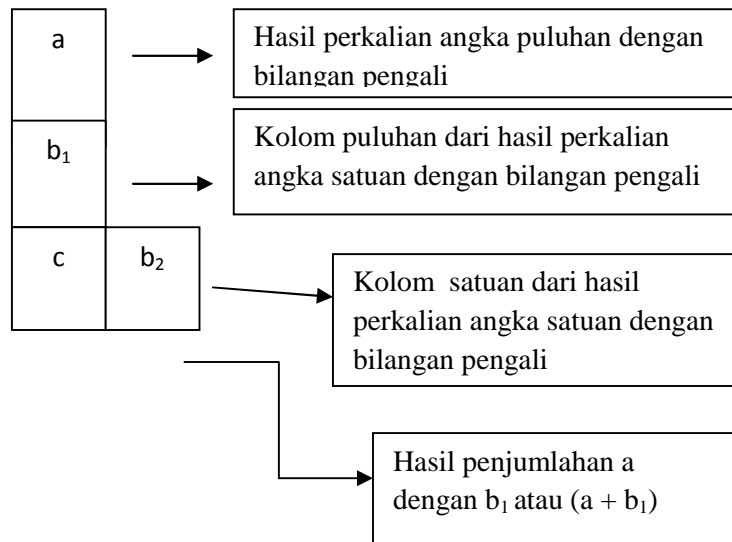 a
Hasil perkalian angka puluhan dengan
bilangan pengali
b₁
Kolom puluhan dari hasil perkalian
angka satuan dengan bilangan pengali
c
b₂
Kolom satuan dari hasil
perkalian angka satuan dengan
bilangan pengali
Hasil penjumlahan a
dengan b₁ atau (a + b₁)